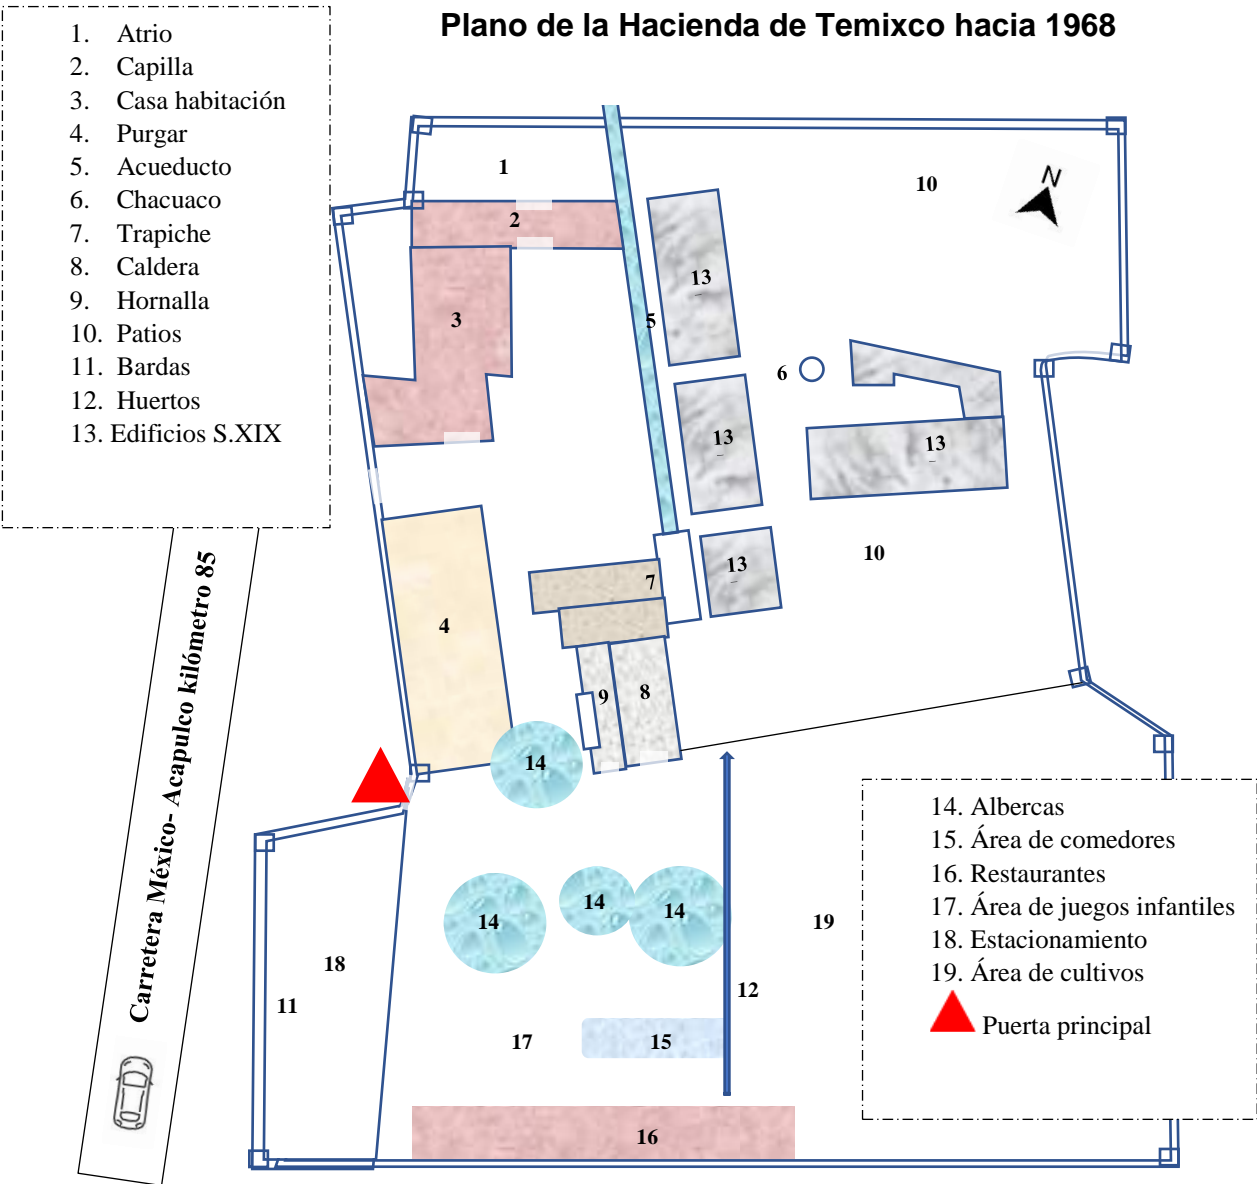 Plano de la Hacienda de Temixco hacia 1968
1. Atrio
2. Capilla
3. Casa habitación
4. Purgar
5. Acueducto
6. Chacuaco
7. Trapiche
8. Caldera
9. Hornalla
10. Patios
11. Bardas
12. Huertos
13. Edificios S.XIX
N
1
10
2
13
3
5
6
13
13
10
13
7
4
9
8
14
Carretera México- Acapulco kilómetro 85
14
14
14
19
18
11
12
17
15
16
14. Albercas
15. Área de comedores
16. Restaurantes
17. Área de juegos infantiles
18. Estacionamiento
19. Área de cultivos
Puerta principal